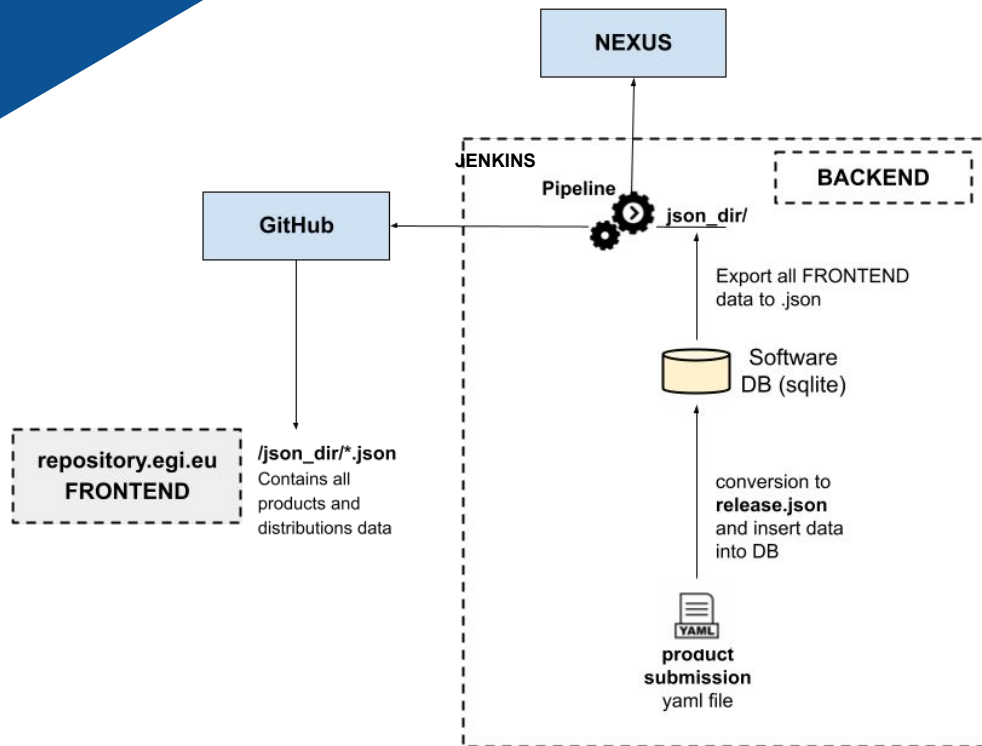 NEXUS
JENKINS
BACKEND
Pipeline
json_dir/
GitHub
Export all FRONTEND
data to .json
Software
DB (sqlite)
repository.egi.eu
FRONTEND
/json_dir/*.json
Contains all
products and
distributions data
conversion to
release.json
and insert data
into DB
YAML
product
submission
yaml file